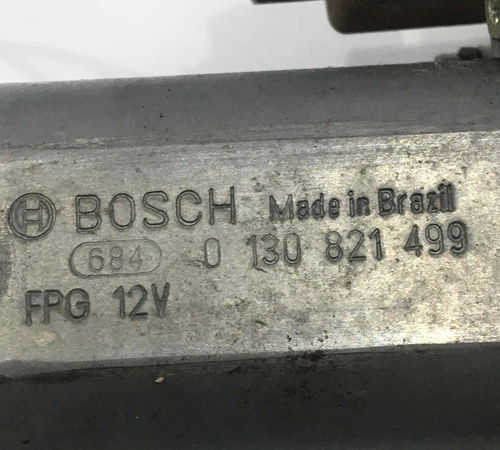 BOSCH Made in Brazil
684 0 130 821 499
FPG 12V